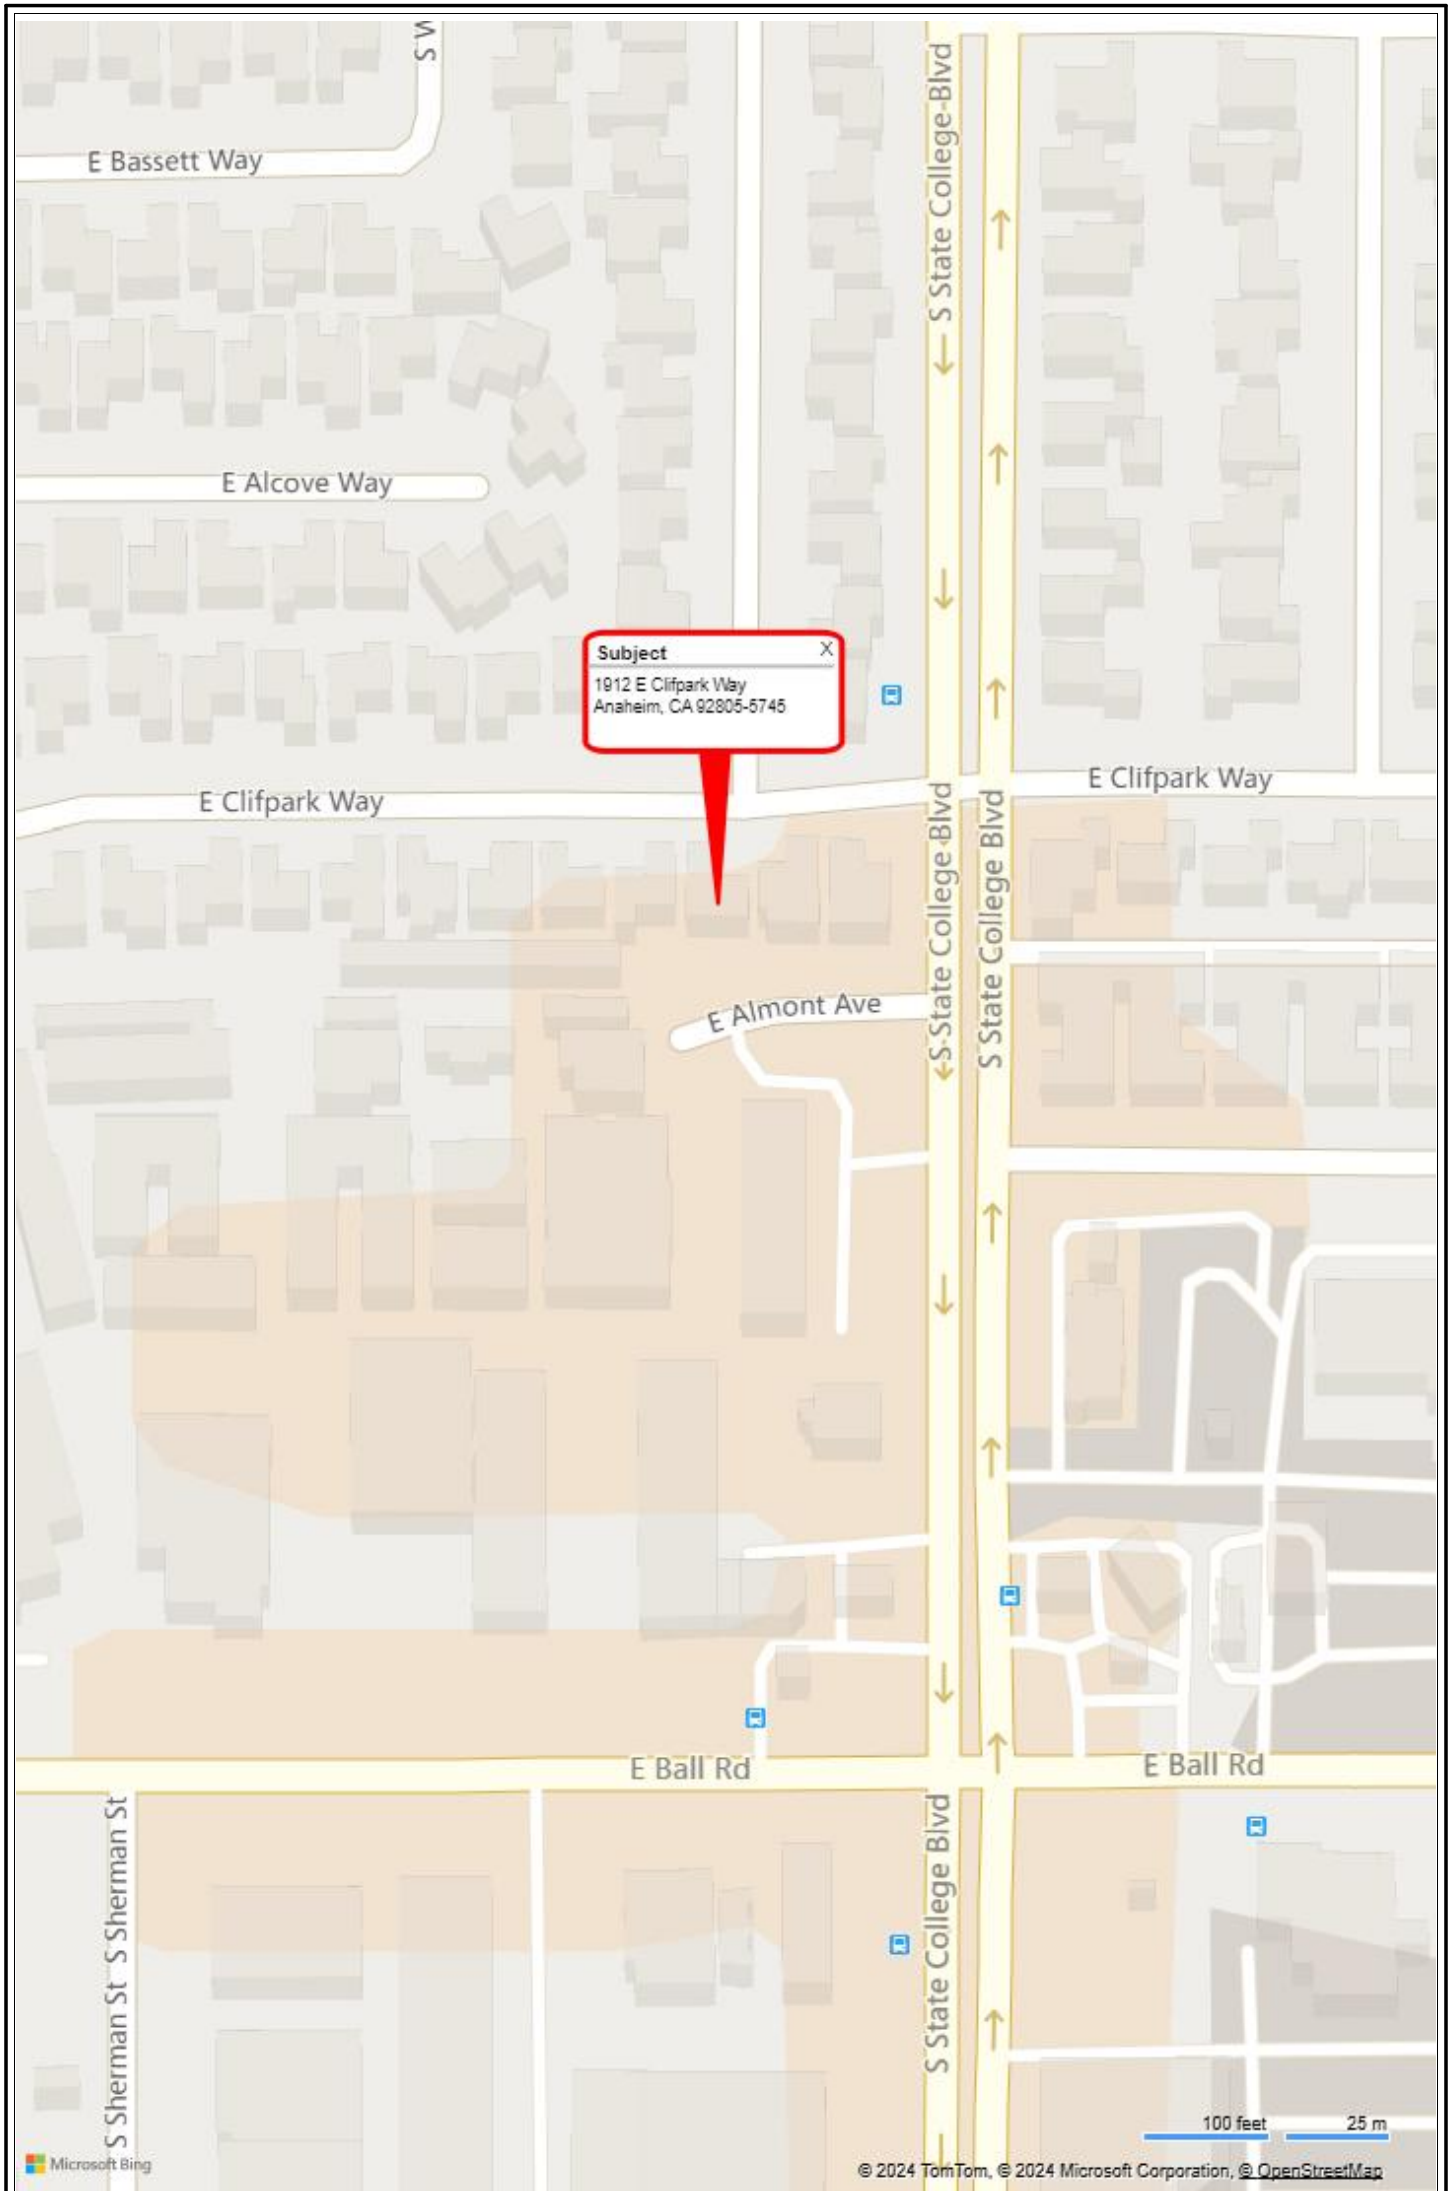 S W
S State College Blvd
E Bassett Way
E Alcove Way
Subject
X
1912 E Clifpark Way
Anaheim, CA 92805-5745
E Clifpark Way
E Clifpark Way
S State College Blvd
S State College Blvd
E Almont Ave
E Ball Rd
E Ball Rd
S Sherman St
S Sherman St
S State College Blvd
100 feet
25 m
Microsoft Bing
© 2024 TomTom, © 2024 Microsoft Corporation, © OpenStreetMap